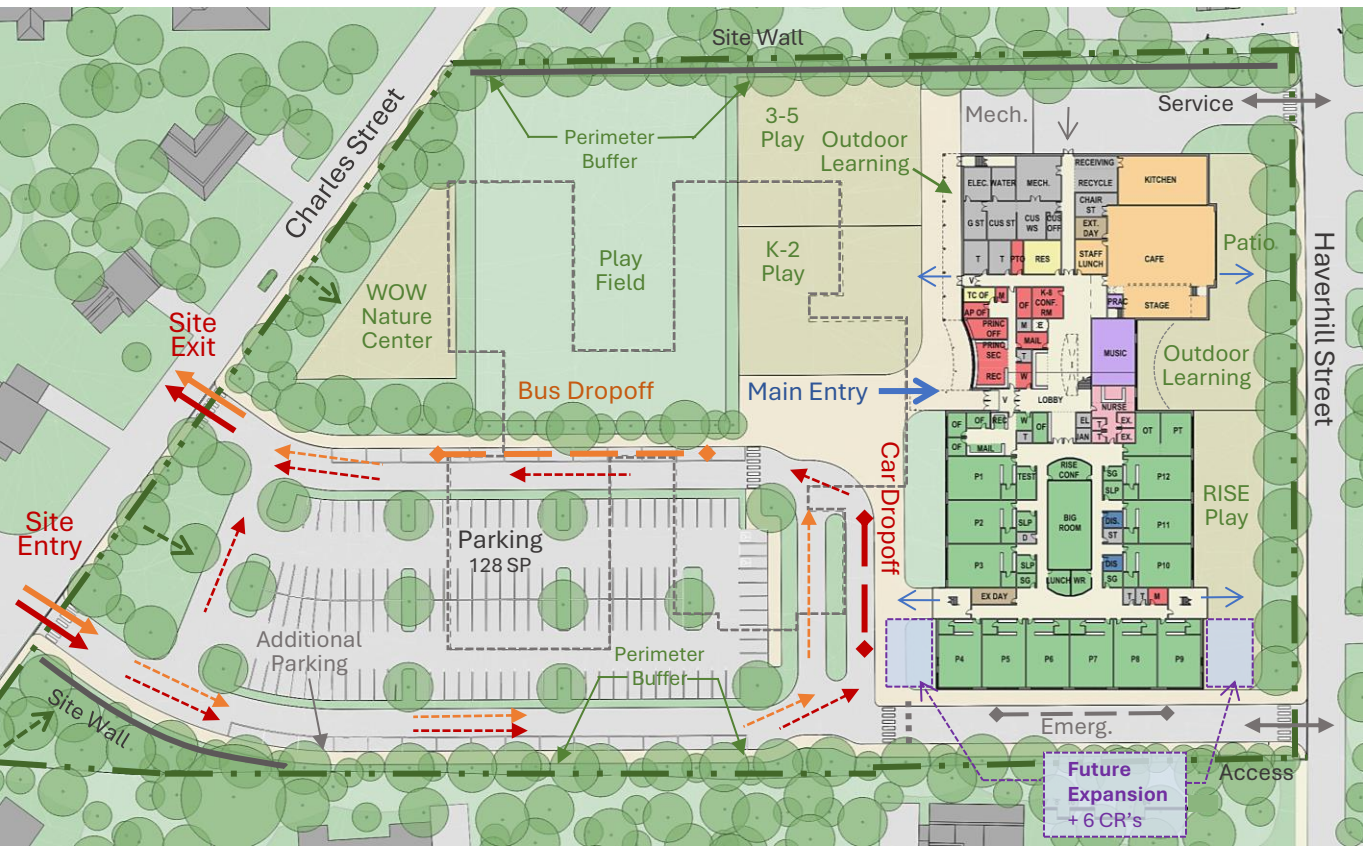 Site Wall
Charles Street
Perimeter
Buffer
3-5
Play
Outdoor
Learning
Mech.
Service
Play
Field
K-2
Play
WOW
Nature
Center
Site
Exit
Bus Dropoff
Main Entry
Car Dropoff
Site
Entry
Parking
128 SP
Additional
Parking
Perimeter
Buffer
Site Wall
RECEIVING
KITCHEN
ELEC.
WATER
MECH.
RECYCLE
CHAIR
ST
G ST
CUS ST
CUS
WS
CUS
OFF
EXT.
DAY
T
T
PTO
RES
STAFF
LUNCH
CAFE
Patio
V
TC OF
M
OF
K-8
CONF.
RM
PRAC
STAGE
AP OF
PRINC
OFF
M
MAIL
PRINC
SEC
T
MUSIC
Outdoor
Learning
REC
W
V
LOBBY
NURSE
OF
OF
REC
W
OF
EL
T
EX.
OT
PT
OF
MAIL
T
JAN
T
EX.
P1
TEST
RISE
CONF
SG
SLP
P12
RISE
Play
P2
SLP
D
BIG
ROOM
DIS.
ST
P11
P3
SLP
SG
LUNCH
WR
DIS
SG
P10
EX DAY
T
T
M
P4
P5
P6
P7
P8
P9
Haverhill Street
Emerg.
Access
Future
Expansion
+ 6 CR's